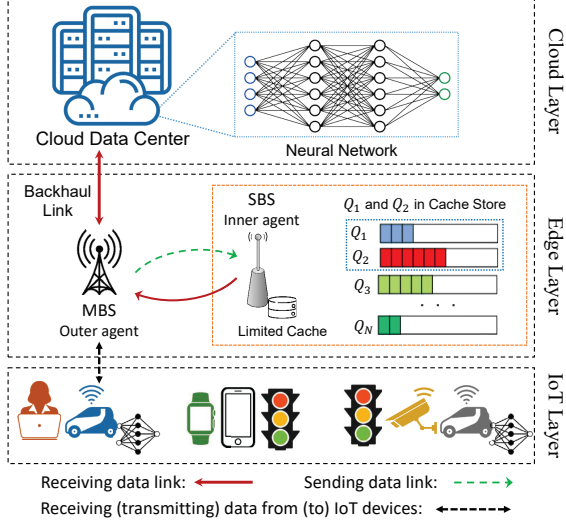 Cloud Layer
Cloud Data Center
Neural Network
Backhaul
Link
SBS
Inner agent
Q₁ and Q₂ in Cache Store
Q₁
Q₂
Q₃
. . .
Q_N
Limited Cache
MBS
Outer agent
Edge Layer
IoT Layer
Receiving data link:
Sending data link:
Receiving (transmitting) data from (to) IoT devices: